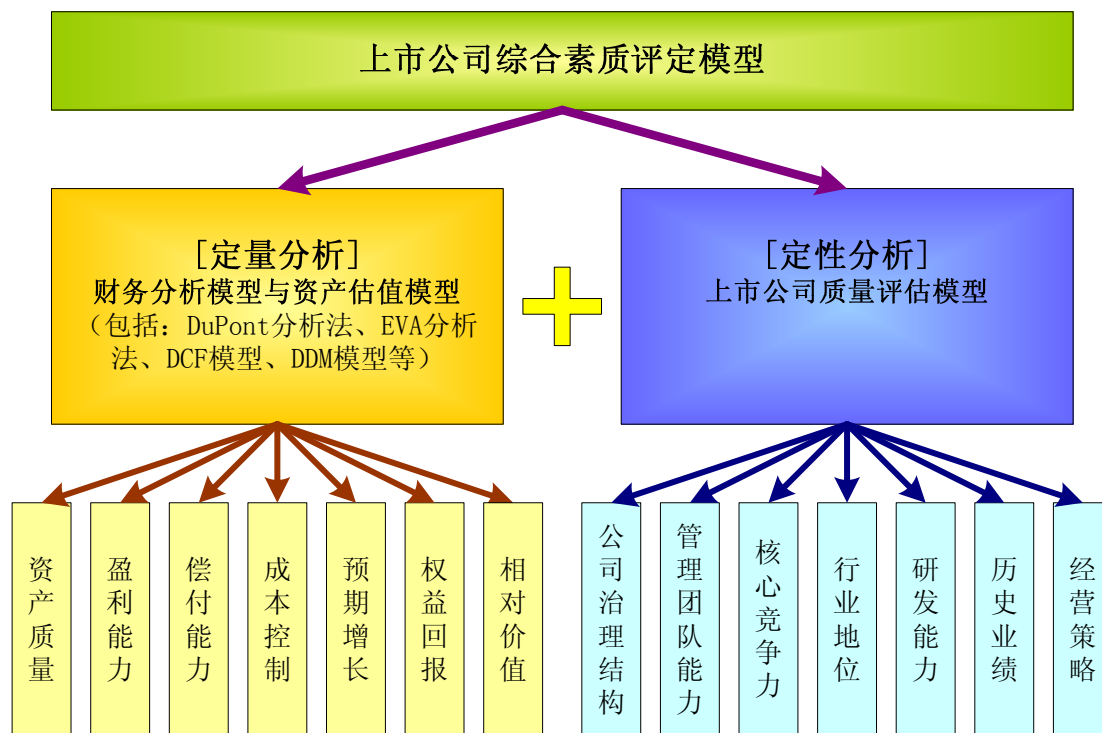 上市公司综合素质评定模型
[定量分析]
财务分析模型与资产估值模型
（包括：DuPont分析法、EVA分析
法、DCF模型、DDM模型等）
[定性分析]
上市公司质量评估模型
资产质量
盈利能力
偿付能力
成本控制
预期增长
权益回报
相对价值
公司治理结构
管理团队能力
核心竞争力
行业地位
研发能力
历史业绩
经营策略